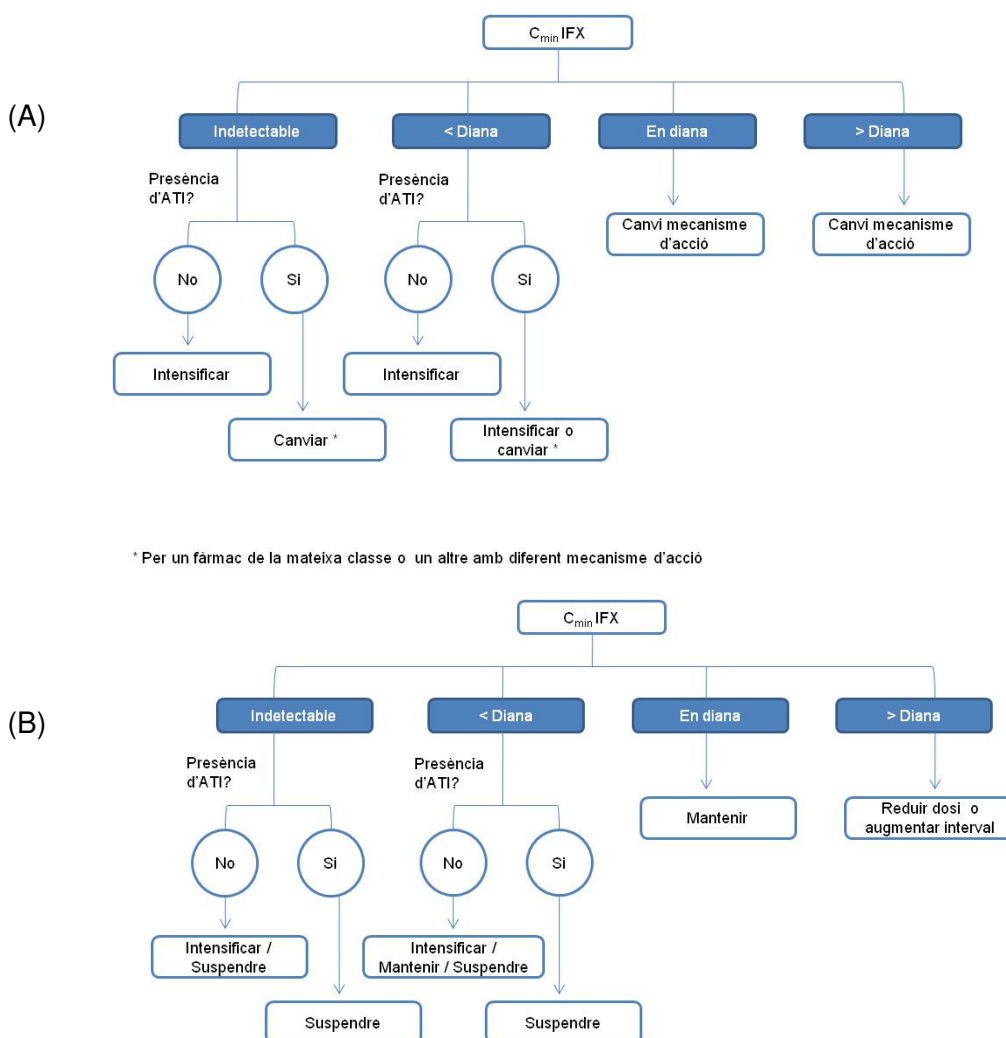 (A)
C_min IFX
Indetectable
< Diana
En diana
> Diana
Presència
d'ATI?
Presència
d'ATI?
Canvi mecanisme
d'acció
Canvi mecanisme
d'acció
No
Si
No
Si
Intensificar
Intensificar
Canviar *
Intensificar o
canviar *
* Per un fàrmac de la mateixa classe o un altre amb diferent mecanisme d'acció
(B)
C_min IFX
Indetectable
< Diana
En diana
> Diana
Presència
d'ATI?
Presència
d'ATI?
Mantenir
Reduir dosi o
augmentar interval
No
Si
No
Si
Intensificar /
Suspendre
Intensificar /
Mantenir / Suspendre
Suspendre
Suspendre